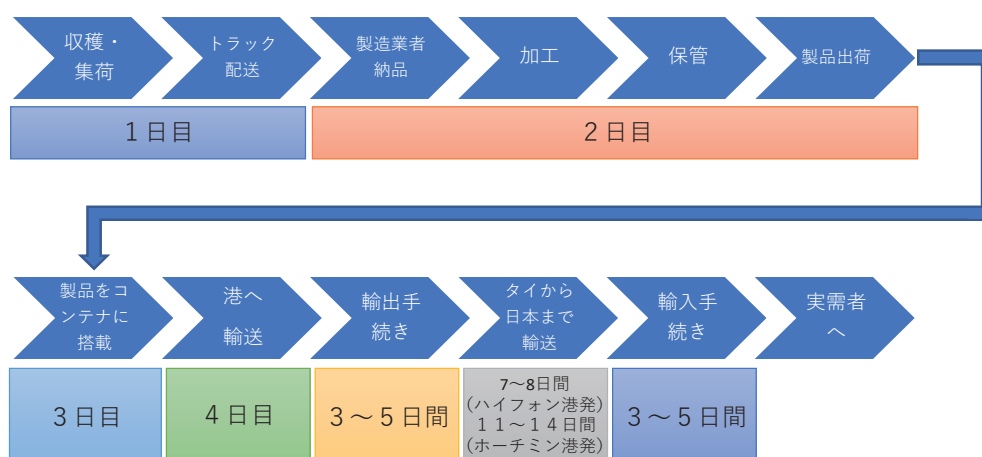 収穫・
集荷
トラック
配送
製造業者
納品
加工
保管
製品出荷
１日目
２日目
製品をコ
ンテナに
搭載
港へ
輸送
輸出手
続き
タイから
日本まで
輸送
輸入手
続き
実需者
へ
３日目
４日目
３～５日間
7～8日間
(ハイフォン港発)
１１～１４日間
(ホーチミン港発)
３～５日間